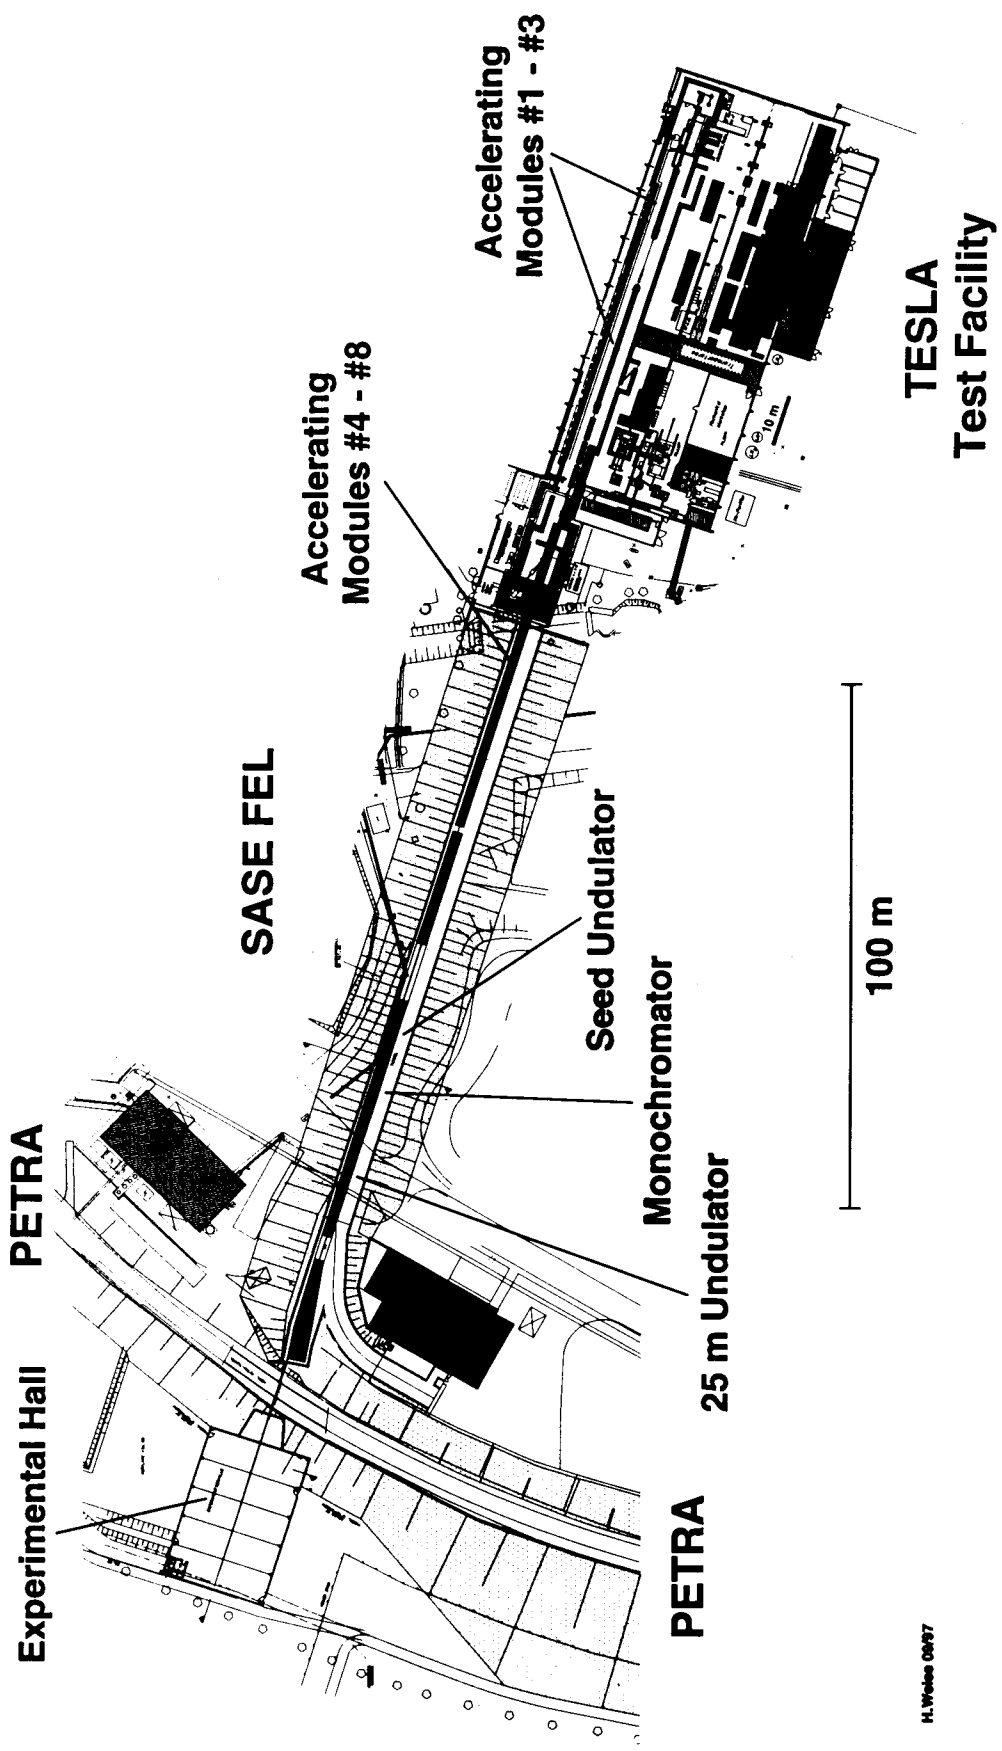 Experimental Hall
PETRA
SASE FEL
Accelerating
Modules #4 - #8
Accelerating
Modules #1 - #3
PETRA
25 m Undulator
Monochromator
Seed Undulator
10 m
100 m
TESLA
Test Facility
H.Weise 09/97